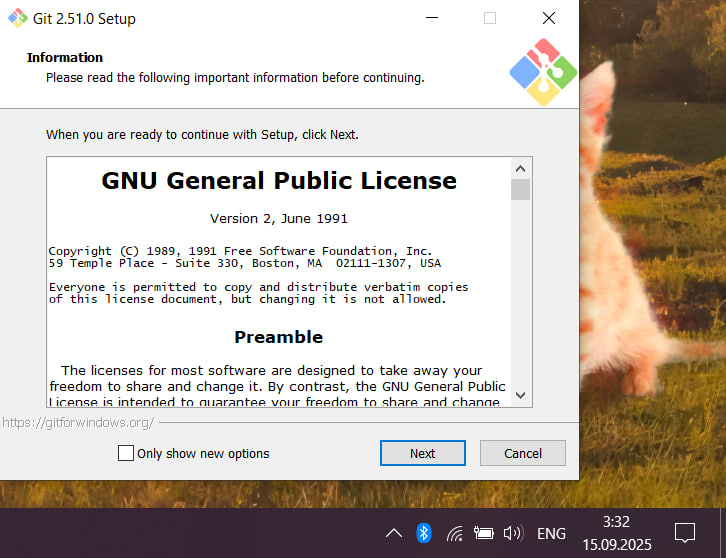 Git 2.51.0 Setup
Information
Please read the following important information before continuing.
When you are ready to continue with Setup, click Next.
GNU General Public License
Version 2, June 1991
Copyright (C) 1989, 1991 Free Software Foundation, Inc.
59 Temple Place - Suite 330, Boston, MA  02111-1307, USA
Everyone is permitted to copy and distribute verbatim copies
of this license document, but changing it is not allowed.
Preamble
The licenses for most software are designed to take away your
freedom to share and change it. By contrast, the GNU General Public
License is intended to guarantee your freedom to share and change
https://gitforwindows.org/
Only show new options
Next
Cancel
ENG
3:32
15.09.2025